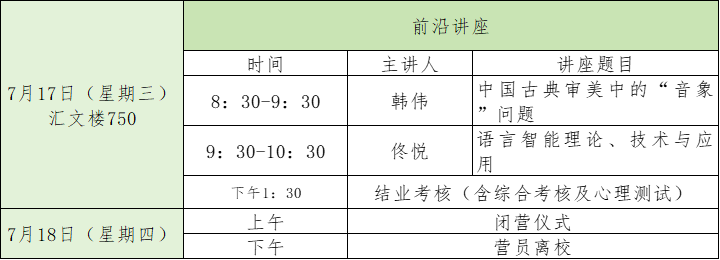 前沿讲座
7月17日（星期三）
汇文楼750
时间 主讲人 讲座题目
8：30-9：30 韩伟 中国古典审美中的“音象
”问题
9：30-10：30 佟悦 语言智能理论、技术与应
用
下午1：30 结业考核（含综合考核及心理测试）
7月18日（星期四）
上午 闭营仪式
下午 营员离校